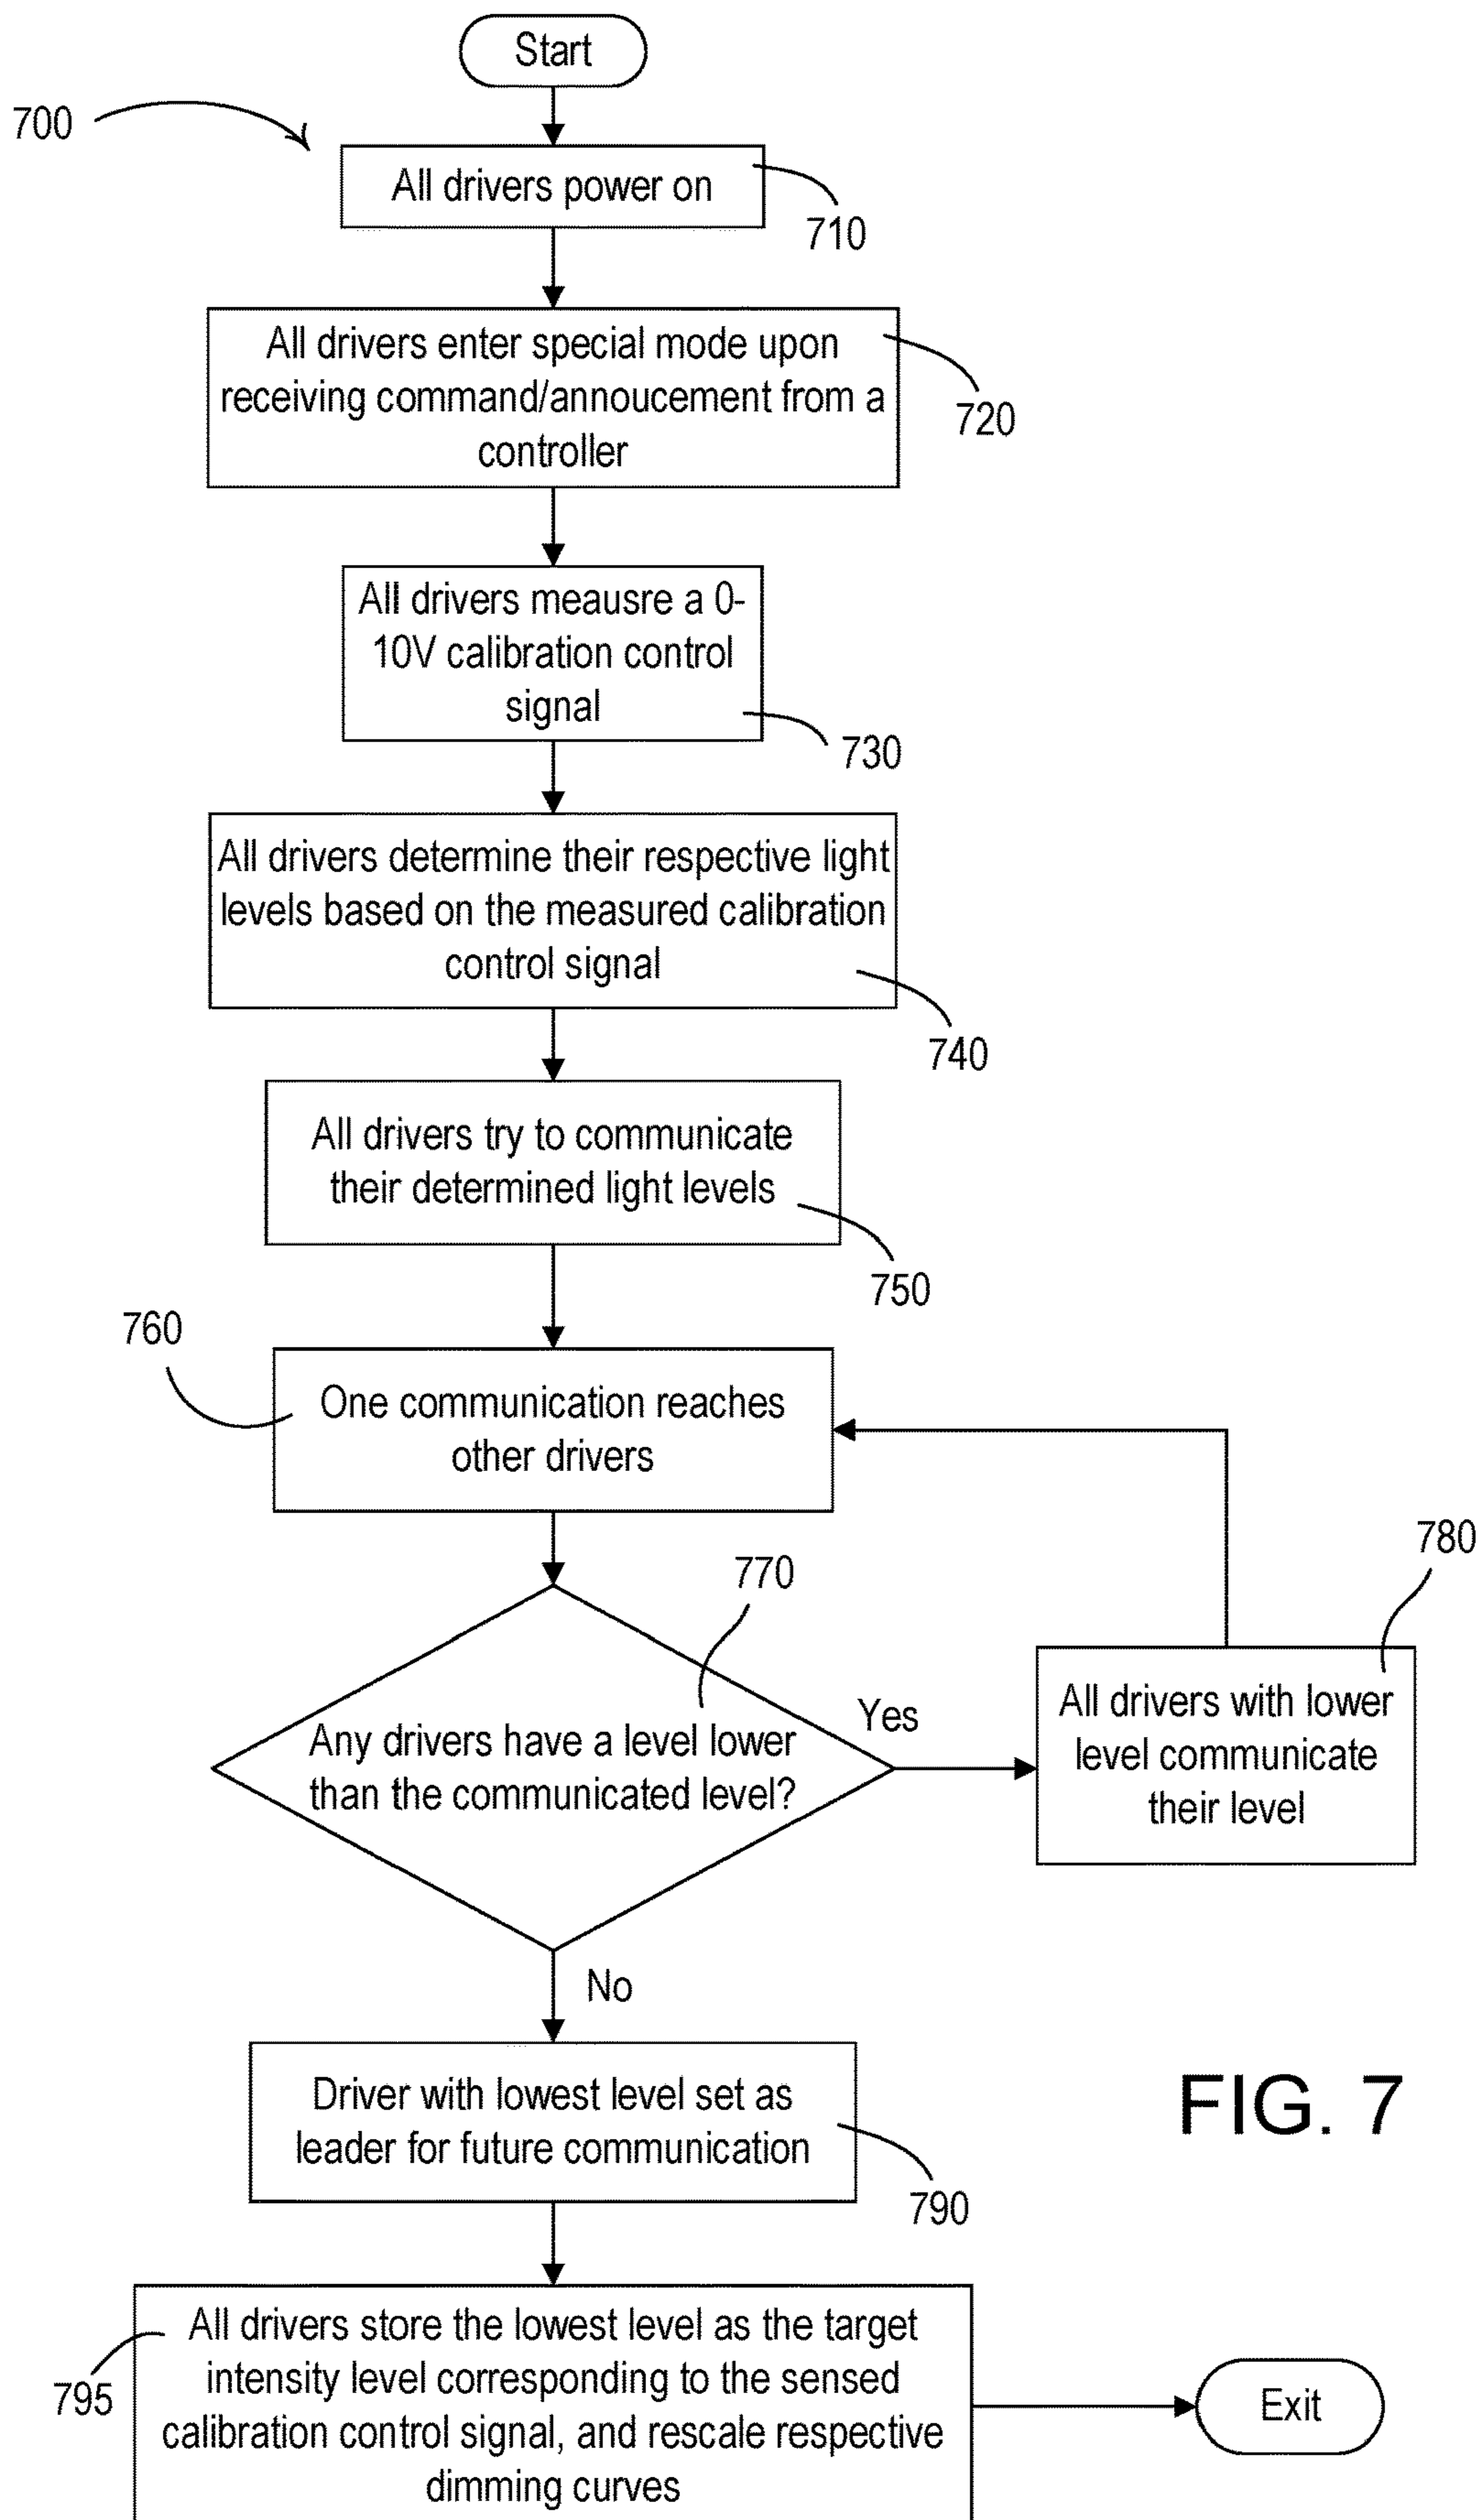 Start
700
All drivers power on
710
All drivers enter special mode upon
receiving command/annoucement from a
controller
720
All drivers meausre a 0-
10V calibration control
signal
730
All drivers determine their respective light
levels based on the measured calibration
control signal
740
All drivers try to communicate
their determined light levels
750
760
One communication reaches
other drivers
770
Any drivers have a level lower
than the communicated level?
Yes
780
All drivers with lower
level communicate
their level
No
Driver with lowest level set as
leader for future communication
790
FIG. 7
All drivers store the lowest level as the target
intensity level corresponding to the sensed
calibration control signal, and rescale respective
dimming curves
795
Exit